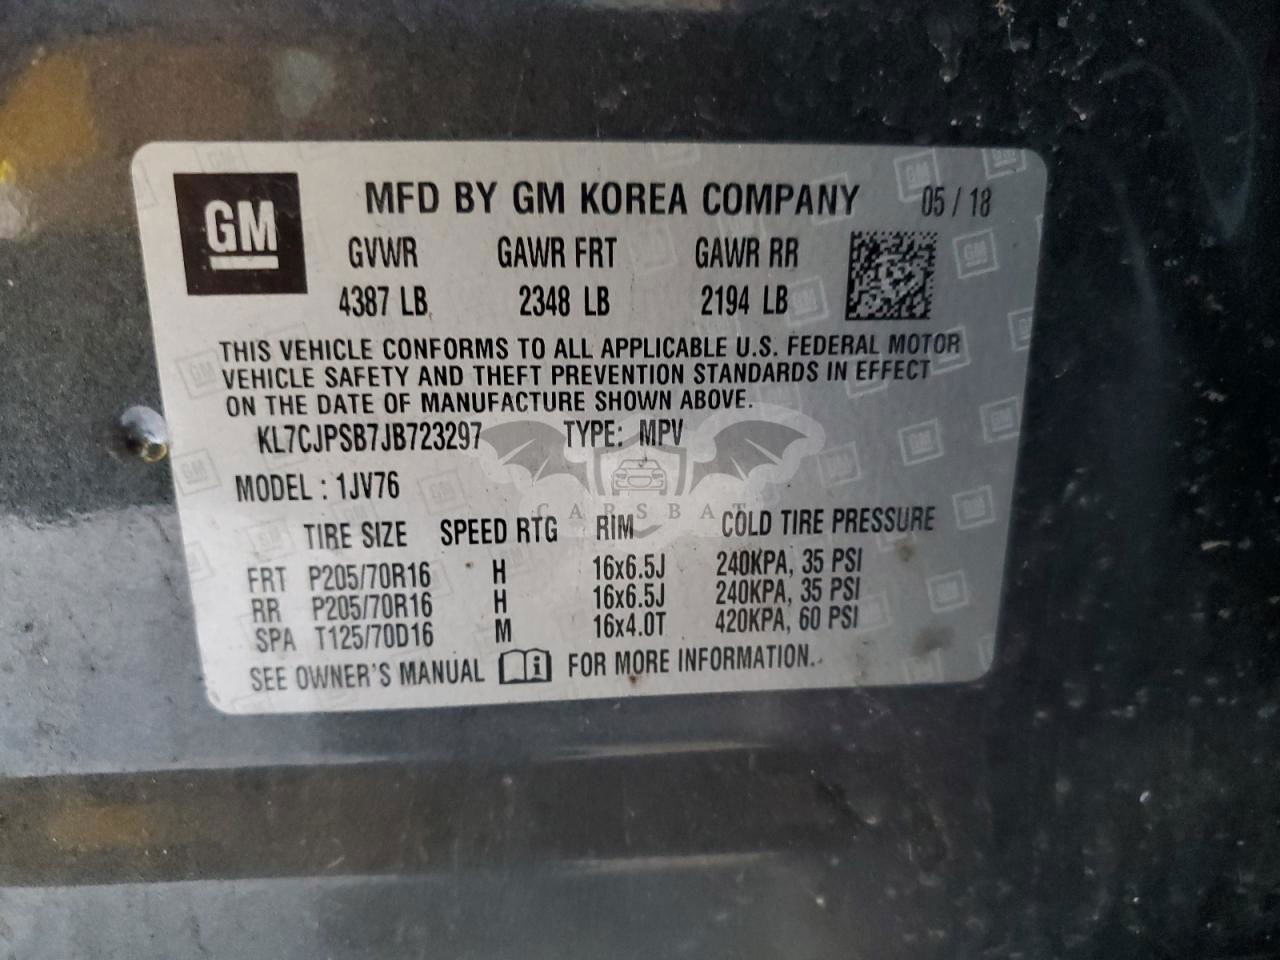 GM MFD BY GM KOREA COMPANY 05 / 18
GVWR GAWR FRT GAWR RR
4387 LB 2348 LB 2194 LB
THIS VEHICLE CONFORMS TO ALL APPLICABLE U.S. FEDERAL MOTOR
VEHICLE SAFETY AND THEFT PREVENTION STANDARDS IN EFFECT
ON THE DATE OF MANUFACTURE SHOWN ABOVE.
KL7CJPSB7JB723297 TYPE: MPV
MODEL : 1JV76
CARSBAT
TIRE SIZE SPEED RTG RIM COLD TIRE PRESSURE
FRT P205/70R16 H 16x6.5J 240KPA, 35 PSI
RR P205/70R16 H 16x6.5J 240KPA, 35 PSI
SPA T125/70D16 M 16x4.0T 420KPA, 60 PSI
SEE OWNER'S MANUAL FOR MORE INFORMATION.